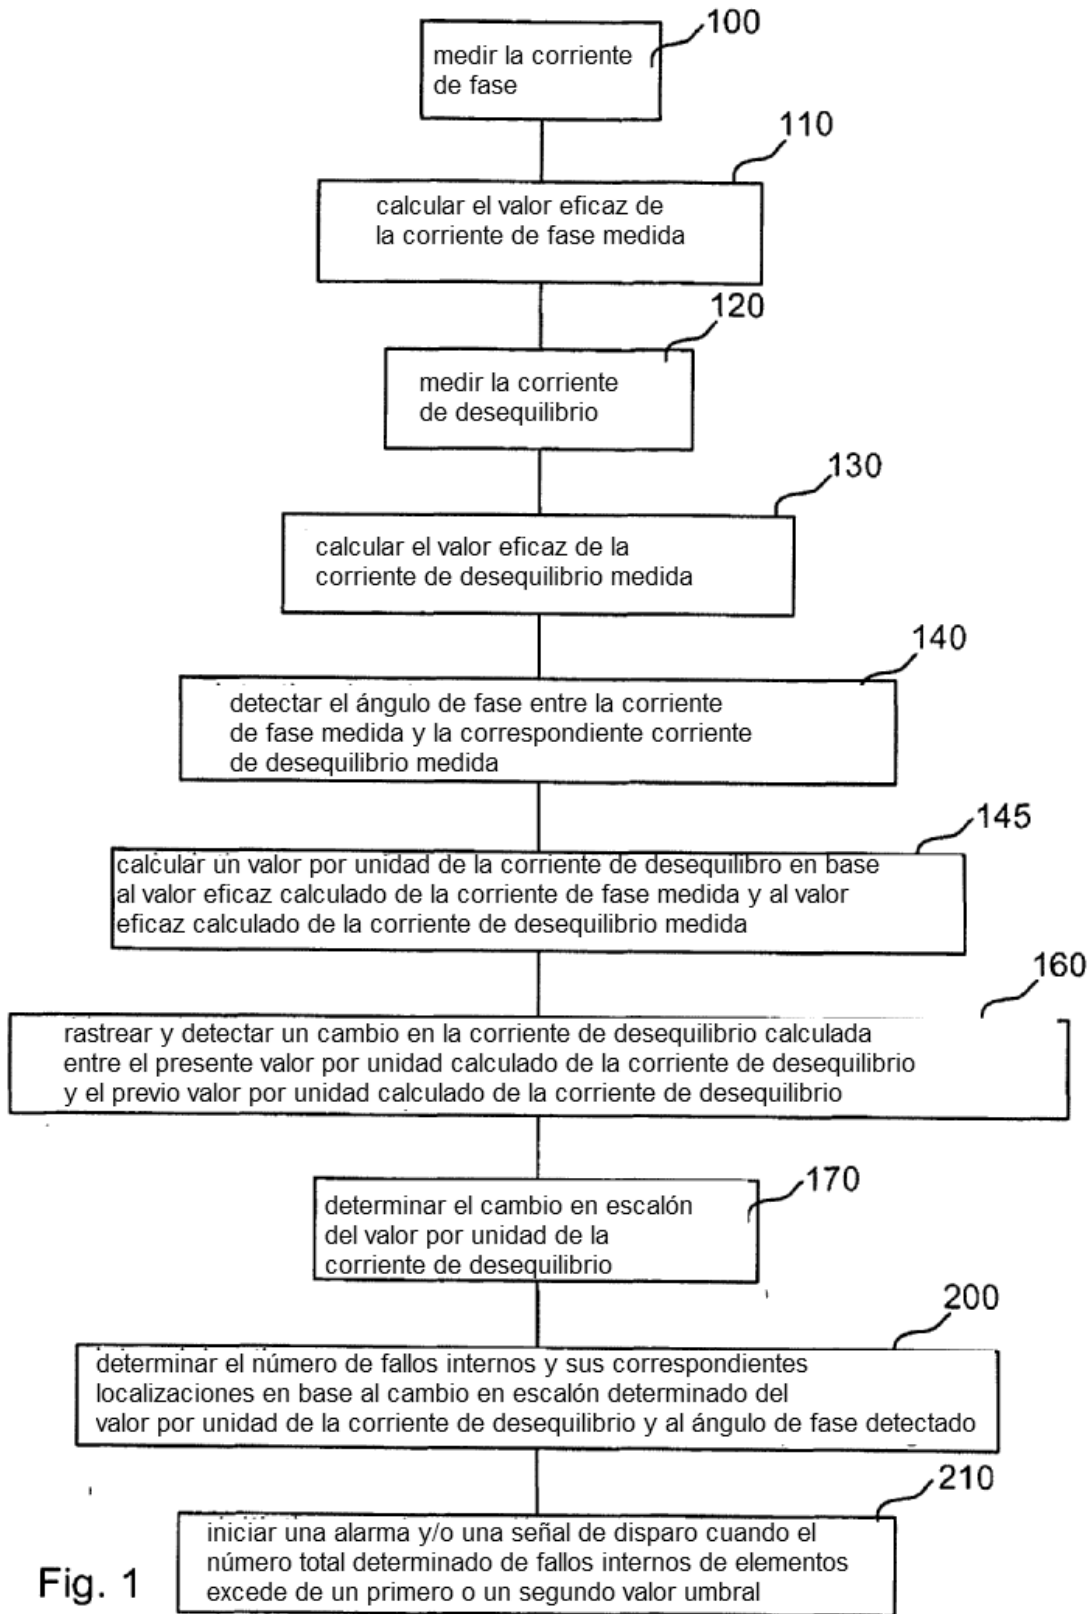 100
medir la corriente
de fase
110
calcular el valor eficaz de
la corriente de fase medida
120
medir la corriente
de desequilibrio
130
calcular el valor eficaz de la
corriente de desequilibrio medida
140
detectar el ángulo de fase entre la corriente
de fase medida y la correspondiente corriente
de desequilibrio medida
145
calcular un valor por unidad de la corriente de desequilibro en base
al valor eficaz calculado de la corriente de fase medida y al valor
eficaz calculado de la corriente de desequilibrio medida
160
rastrear y detectar un cambio en la corriente de desequilibrio calculada
entre el presente valor por unidad calculado de la corriente de desequilibrio
y el previo valor por unidad calculado de la corriente de desequilibrio
170
determinar el cambio en escalón
del valor por unidad de la
corriente de desequilibrio
200
determinar el número de fallos internos y sus correspondientes
localizaciones en base al cambio en escalón determinado del
valor por unidad de la corriente de desequilibrio y al ángulo de fase detectado
210
iniciar una alarma y/o una señal de disparo cuando el
número total determinado de fallos internos de elementos
excede de un primero o un segundo valor umbral
Fig. 1